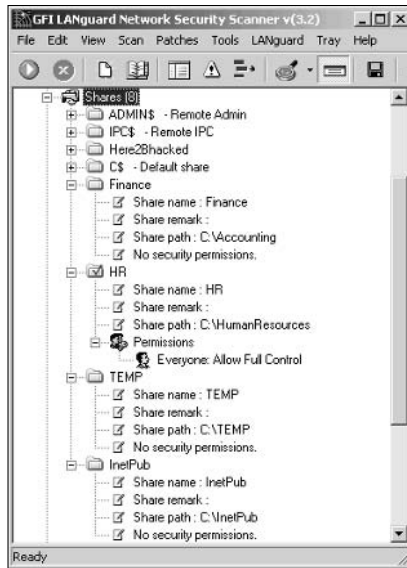 GFI LANguard Network Security Scanner v(3.2)
File Edit View Scan Patches Tools LANguard Tray Help
Shares (8)
ADMIN$ - Remote Admin
IPC$ - Remote IPC
Here2Bhacked
C$ - Default share
Finance
Share name : Finance
Share remark :
Share path : C:\Accounting
No security permissions.
HR
Share name : HR
Share remark :
Share path : C:\HumanResources
Permissions
Everyone: Allow Full Control
TEMP
Share name : TEMP
Share remark :
Share path : C:\TEMP
No security permissions.
InetPub
Share name : InetPub
Share remark :
Share path : C:\InetPub
No security permissions.
Ready